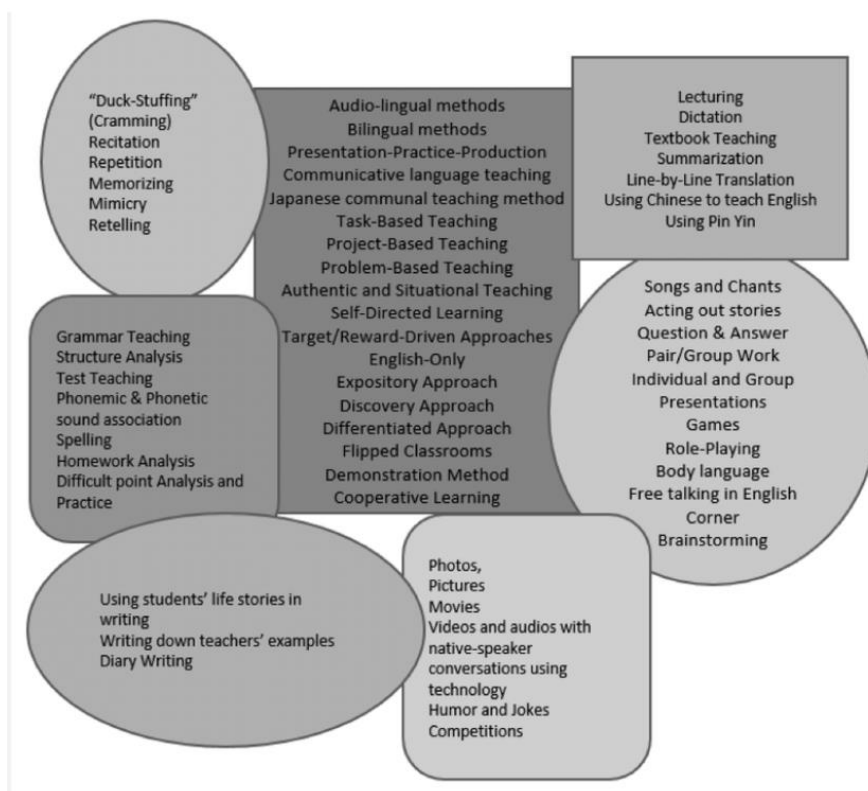 “Duck-Stuffing”
(Cramming)
Recitation
Repetition
Memorizing
Mimicry
Retelling
Audio-lingual methods
Bilingual methods
Presentation-Practice-Production
Communicative language teaching
Japanese communal teaching method
Task-Based Teaching
Project-Based Teaching
Problem-Based Teaching
Authentic and Situational Teaching
Self-Directed Learning
Target/Reward-Driven Approaches
English-Only
Expository Approach
Discovery Approach
Differentiated Approach
Flipped Classrooms
Demonstration Method
Cooperative Learning
Lecturing
Dictation
Textbook Teaching
Summarization
Line-by-Line Translation
Using Chinese to teach English
Using Pin Yin
Grammar Teaching
Structure Analysis
Test Teaching
Phonemic & Phonetic
sound association
Spelling
Homework Analysis
Difficult point Analysis and
Practice
Songs and Chants
Acting out stories
Question & Answer
Pair/Group Work
Individual and Group
Presentations
Games
Role-Playing
Body language
Free talking in English
Corner
Brainstorming
Using students’ life stories in
writing
Writing down teachers’ examples
Diary Writing
Photos,
Pictures
Movies
Videos and audios with
native-speaker
conversations using
technology
Humor and Jokes
Competitions